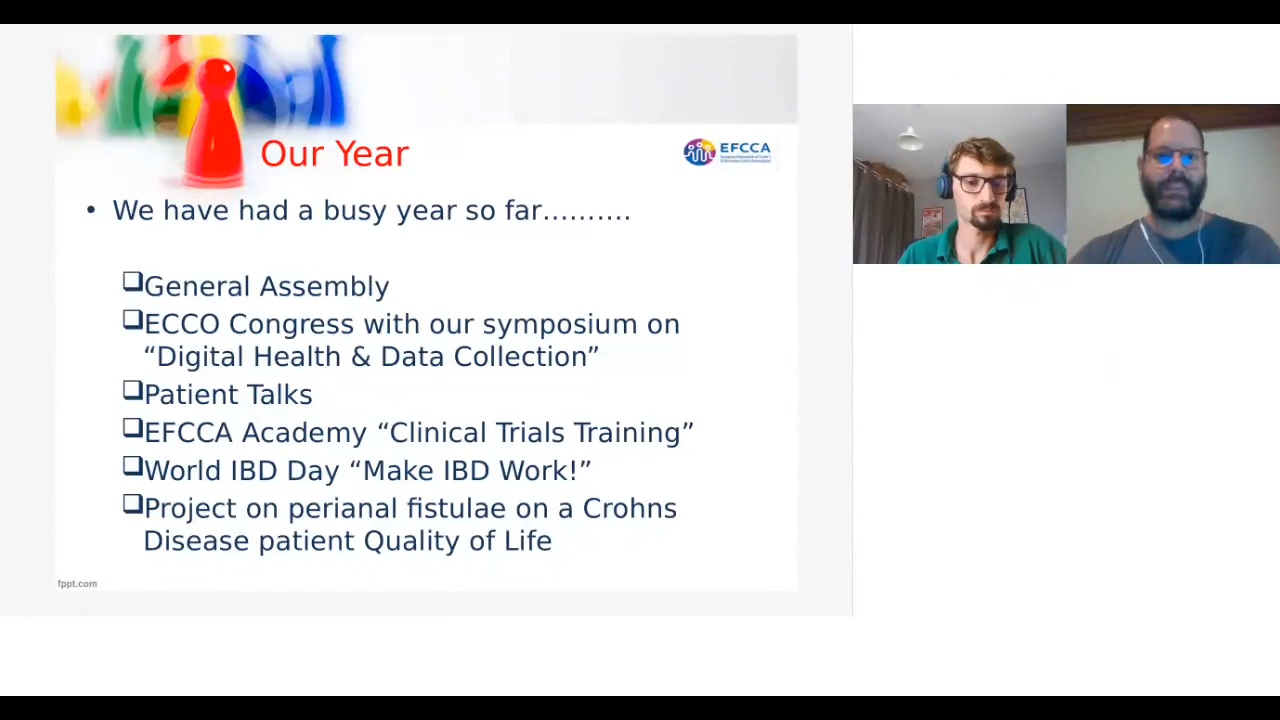 Our Year
EFCCA
• We have had a busy year so far..........
❑General Assembly
❑ECCO Congress with our symposium on
“Digital Health & Data Collection”
❑Patient Talks
❑EFCCA Academy “Clinical Trials Training”
❑World IBD Day “Make IBD Work!”
❑Project on perianal fistulae on a Crohns
Disease patient Quality of Life
fppt.com